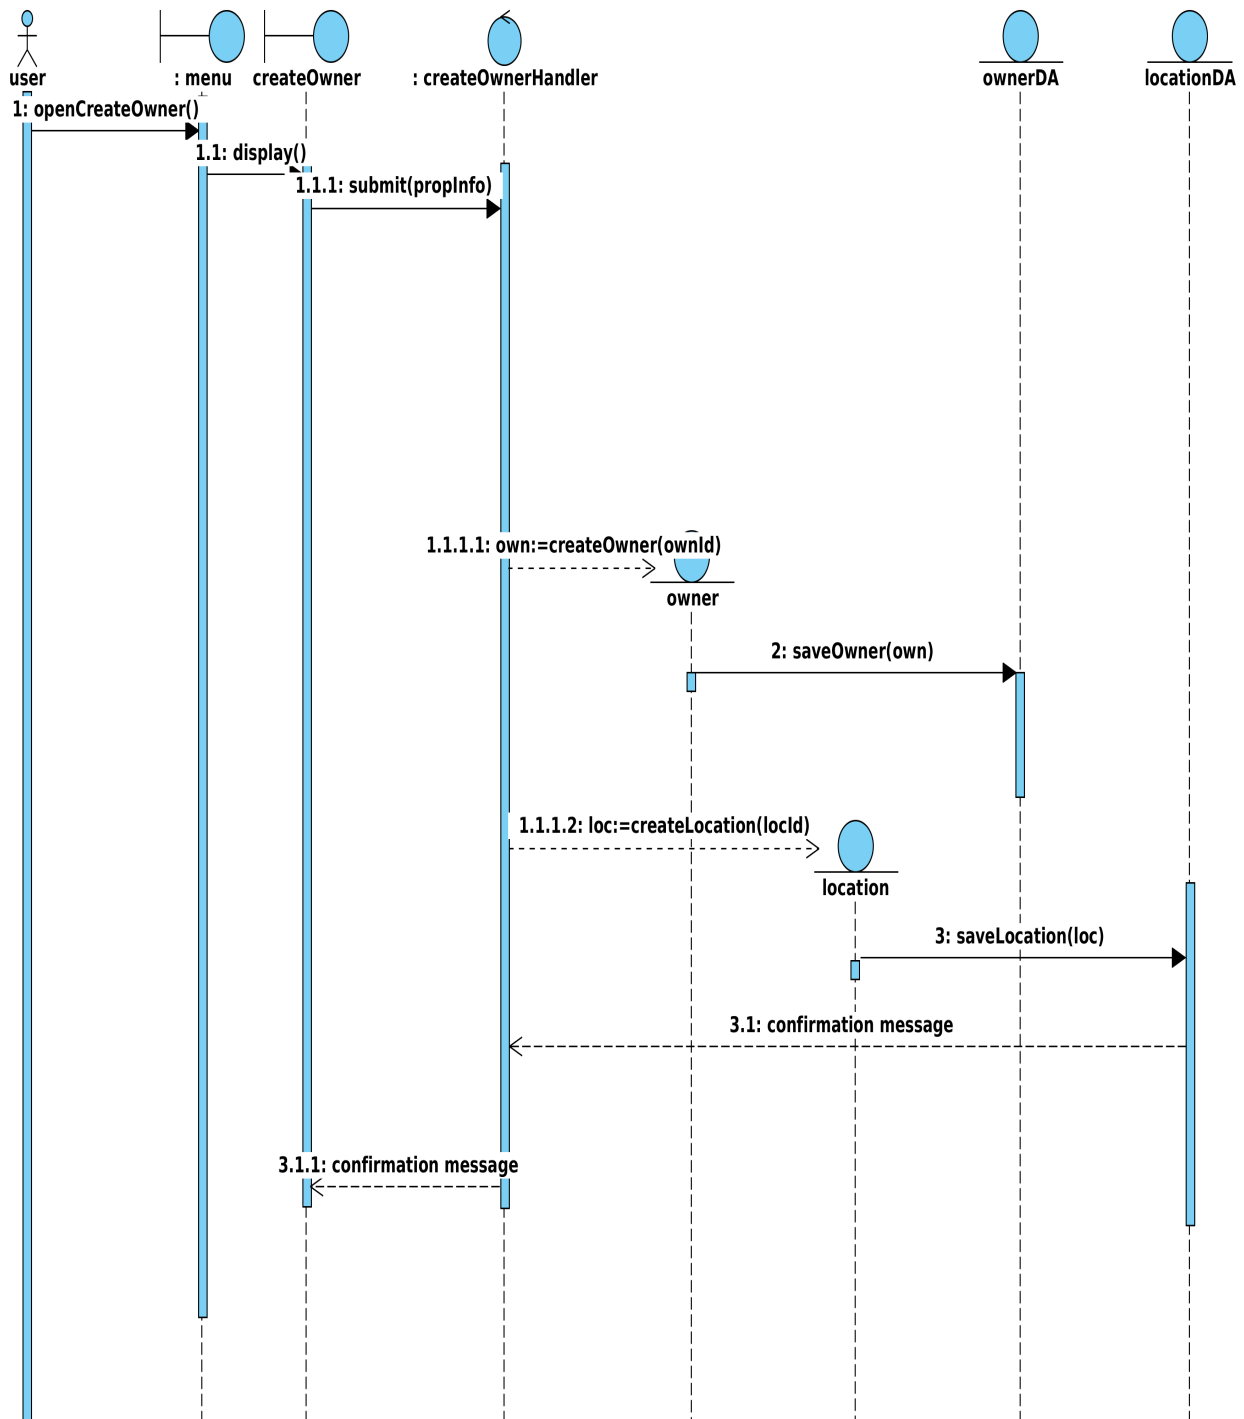 user
: menu
createOwner
: createOwnerHandler
ownerDA
locationDA
1: openCreateOwner()
1.1: display()
1.1.1: submit(propInfo)
1.1.1.1: own:=createOwner(ownId)
owner
2: saveOwner(own)
1.1.1.2: loc:=createLocation(locId)
location
3: saveLocation(loc)
3.1: confirmation message
3.1.1: confirmation message